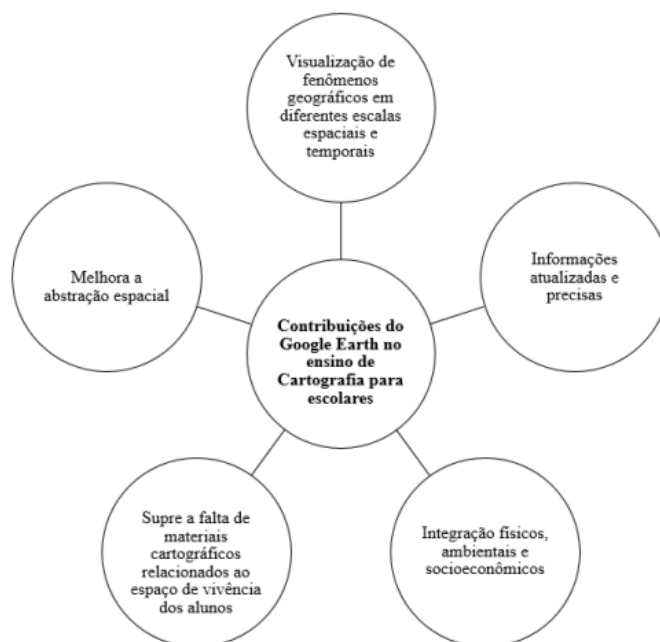 Visualização de
fenômenos
geográficos em
diferentes escalas
espaciais e
temporais
Melhora a
abstração espacial
Informações
atualizadas e
precisas
Contribuições do
Google Earth no
ensino de
Cartografia para
escolares
Supre a falta de
materiais
cartográficos
relacionados ao
espaço de vivência
dos alunos
Integração físicos,
ambientais e
socioeconômicos